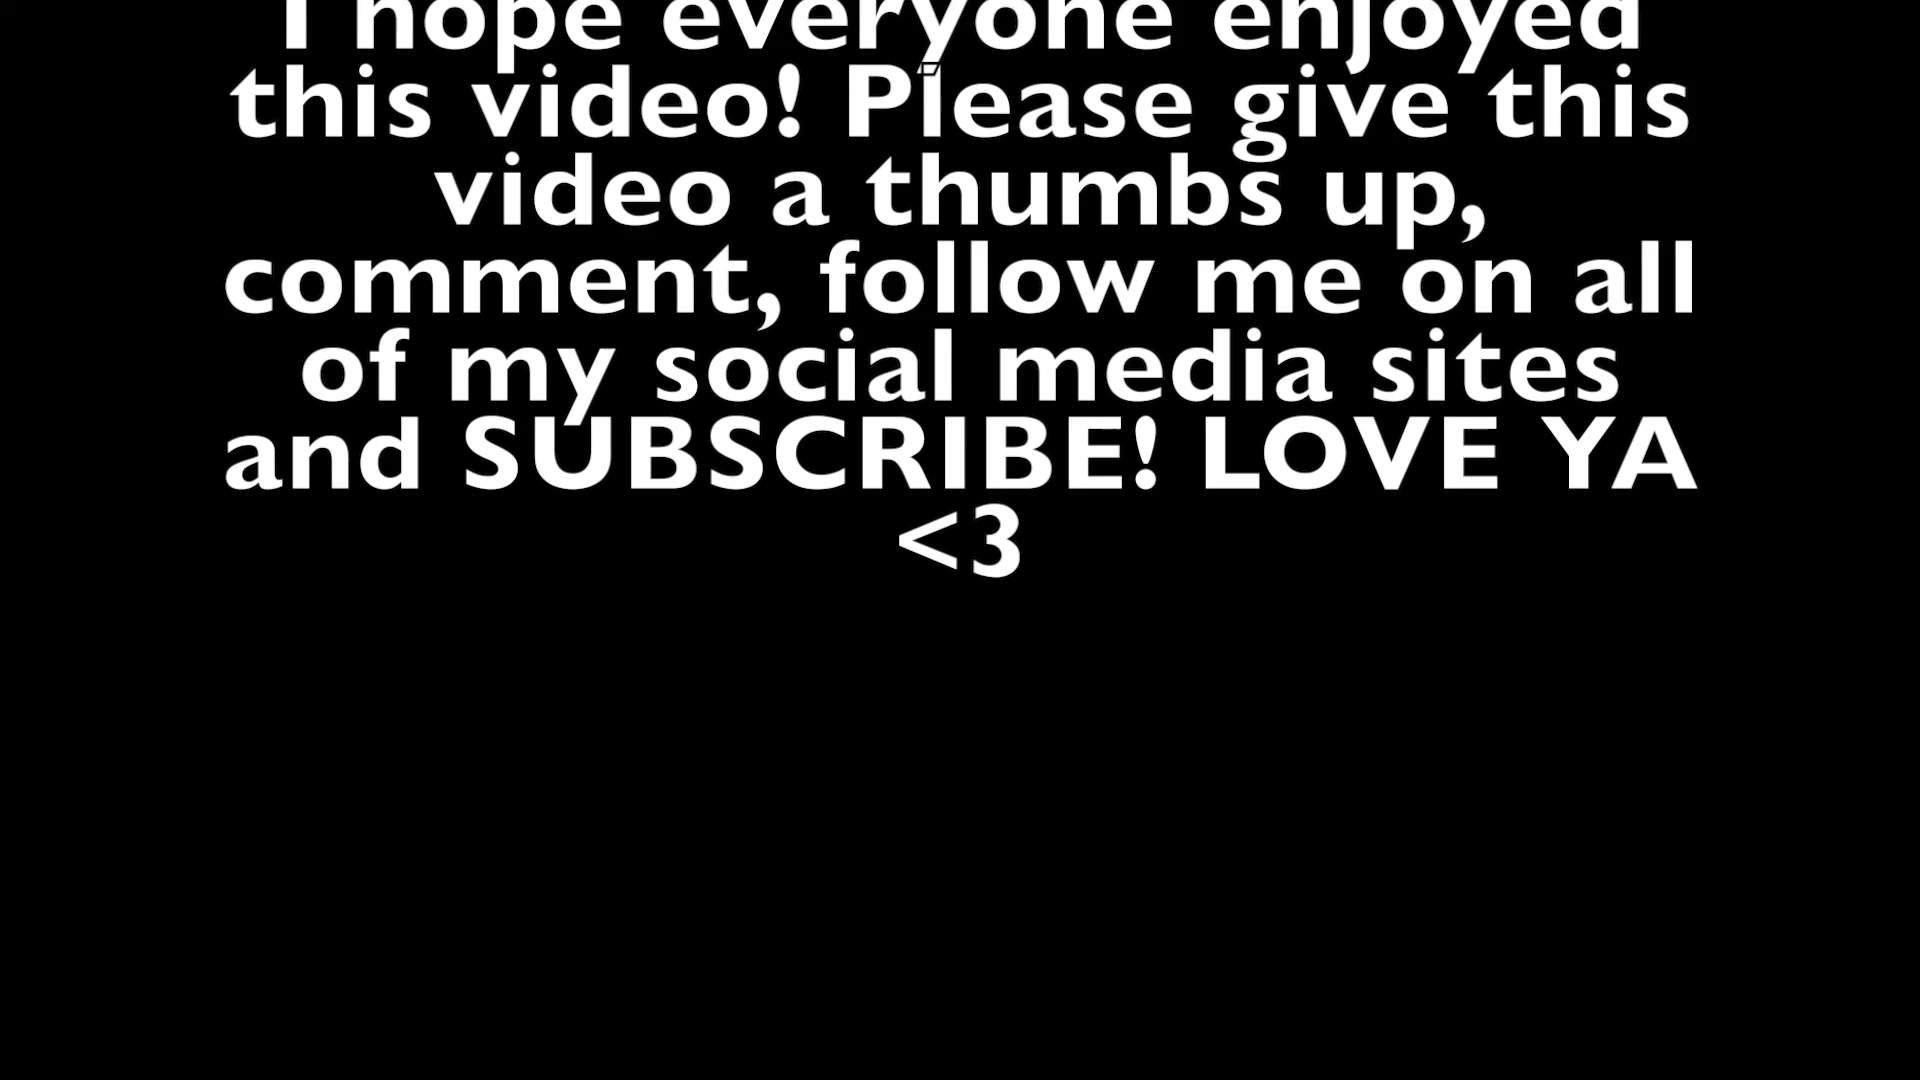 I hope everyone enjoyed
this video! Please give this
video a thumbs up,
comment, follow me on all
of my social media sites
and SUBSCRIBE! LOVE YA
<3